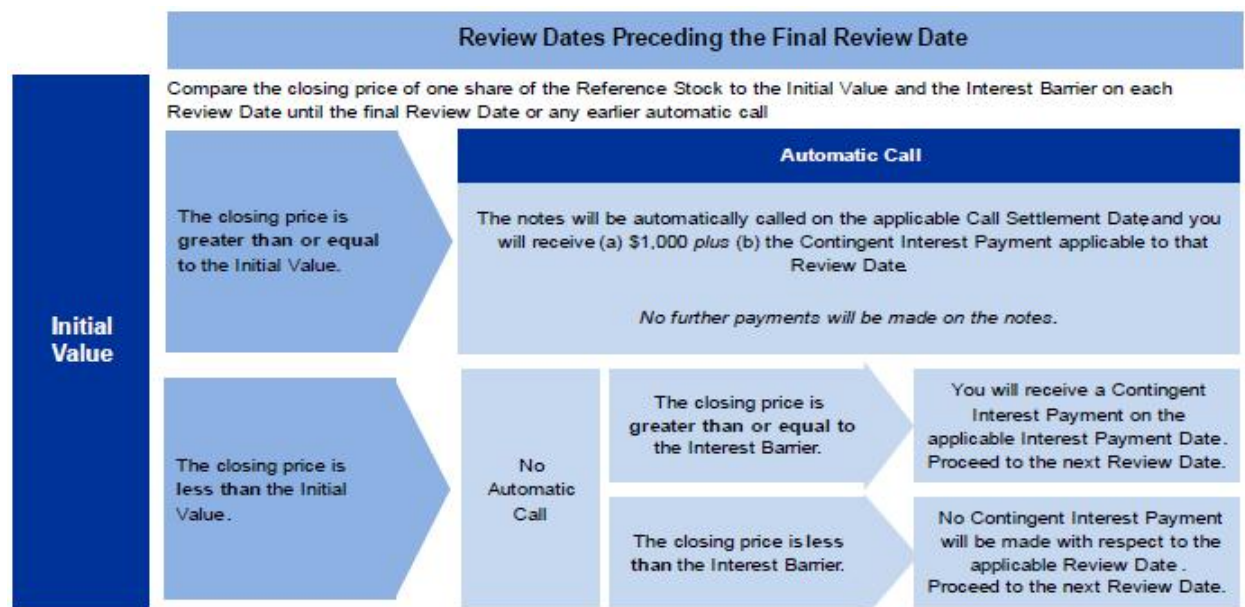 Review Dates Preceding the Final Review Date
Compare the closing price of one share of the Reference Stock to the Initial Value and the Interest Barrier on each
Review Date until the final Review Date or any earlier automatic call
Initial
Value
The closing price is
greater than or equal
to the Initial Value.
Automatic Call
The notes will be automatically called on the applicable Call Settlement Date and you
will receive (a) $1,000 plus (b) the Contingent Interest Payment applicable to that
Review Date.
No further payments will be made on the notes.
The closing price is
less than the Initial
Value.
No
Automatic
Call
The closing price is
greater than or equal to
the Interest Barrier.
You will receive a Contingent
Interest Payment on the
applicable Interest Payment Date.
Proceed to the next Review Date.
The closing price is less
than the Interest Barrier.
No Contingent Interest Payment
will be made with respect to the
applicable Review Date .
Proceed to the next Review Date.